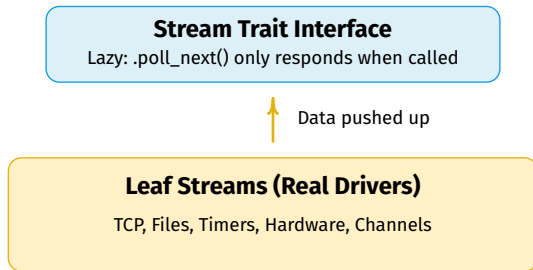 Stream Trait Interface
Lazy: .poll_next() only responds when called
Data pushed up
Leaf Streams (Real Drivers)
TCP, Files, Timers, Hardware, Channels